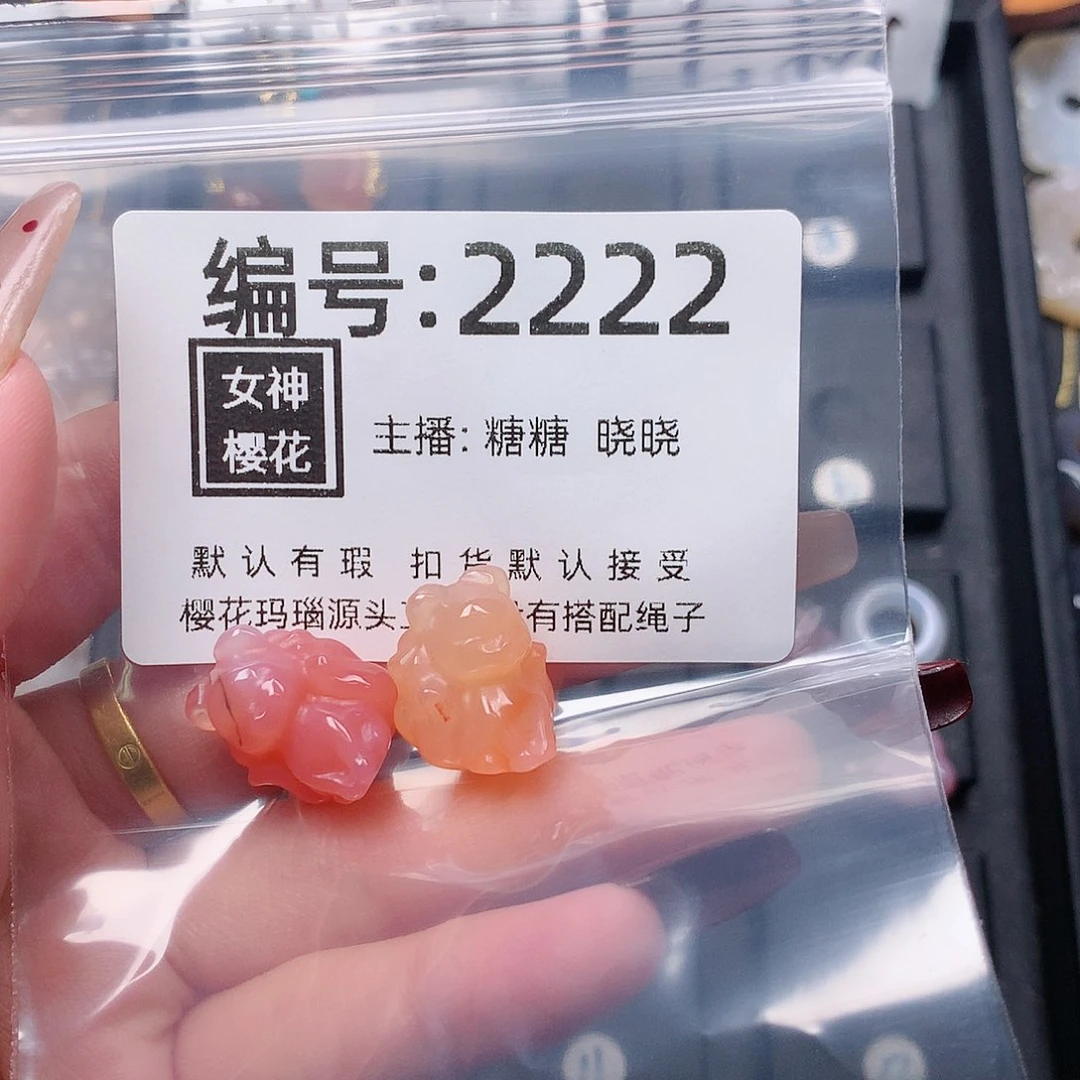 编号:2222
女神
樱花
主播: 糖糖 晓晓
默认有瑕 扣货默认接受
樱花玛瑙源头 有搭配绳子